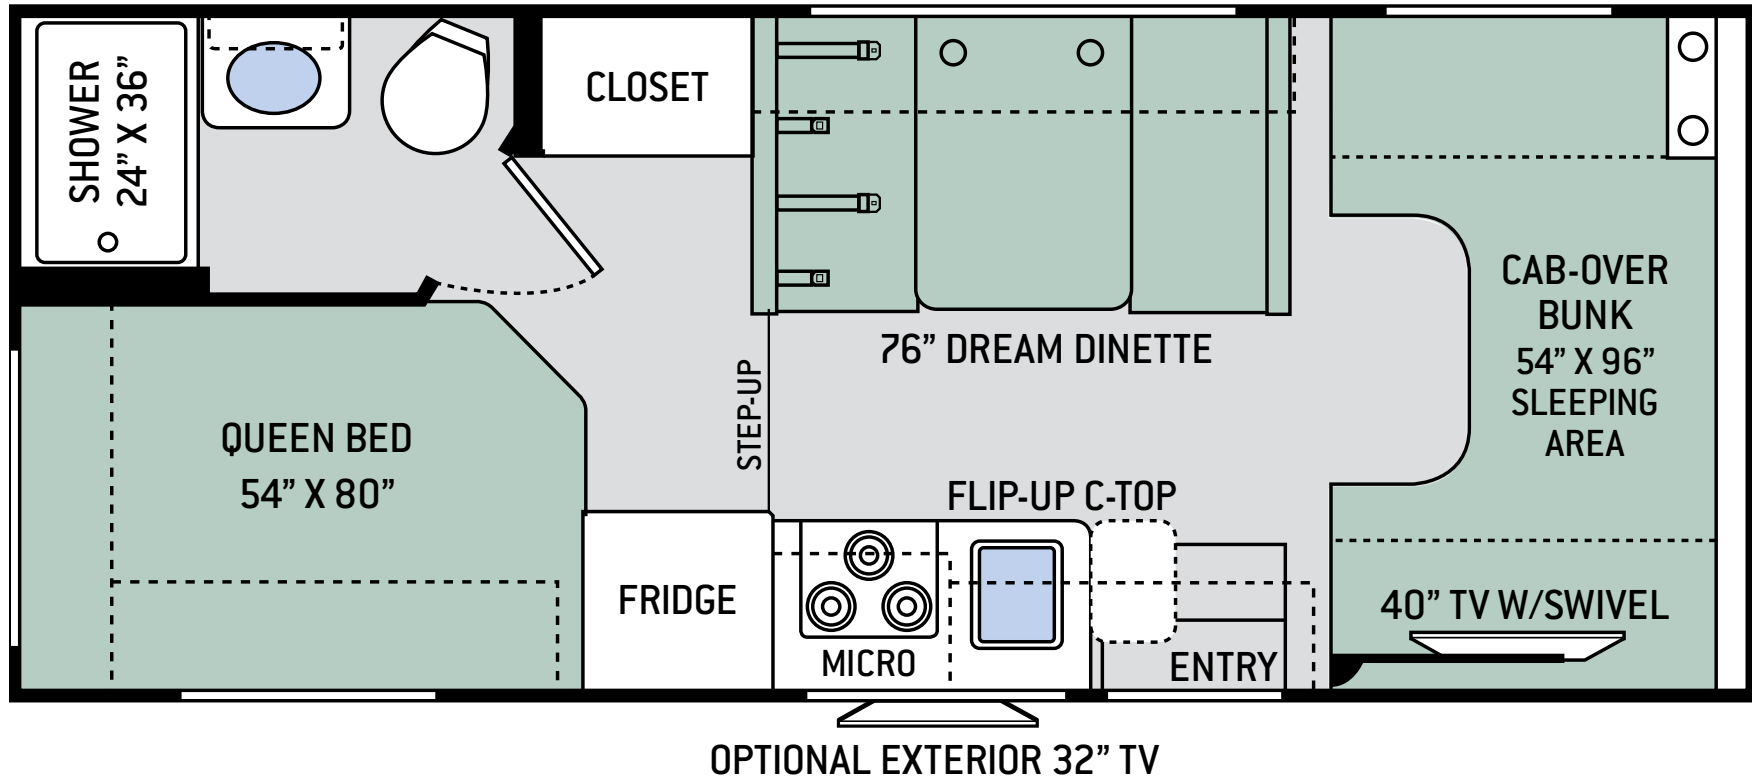 SHOWER
24” X 36”
CLOSET
76” DREAM DINETTE
CAB-OVER
BUNK
54” X 96”
SLEEPING
AREA
STEP-UP
QUEEN BED
54” X 80”
FLIP-UP C-TOP
FRIDGE
MICRO
ENTRY
40” TV W/SWIVEL
OPTIONAL EXTERIOR 32” TV